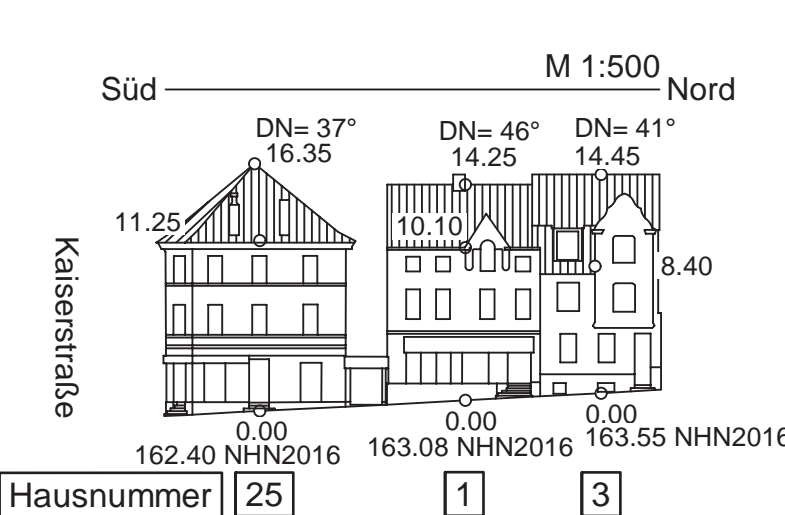 M 1:500
Süd Nord
DN= 37° DN= 46° DN= 41°
16.35 14.25 14.45
11.25 10.10
8.40
Kaiserstraße
0.00 0.00 0.00
162.40 NHN2016 163.08 NHN2016 163.55 NHN2016
Hausnummer 25 1 3